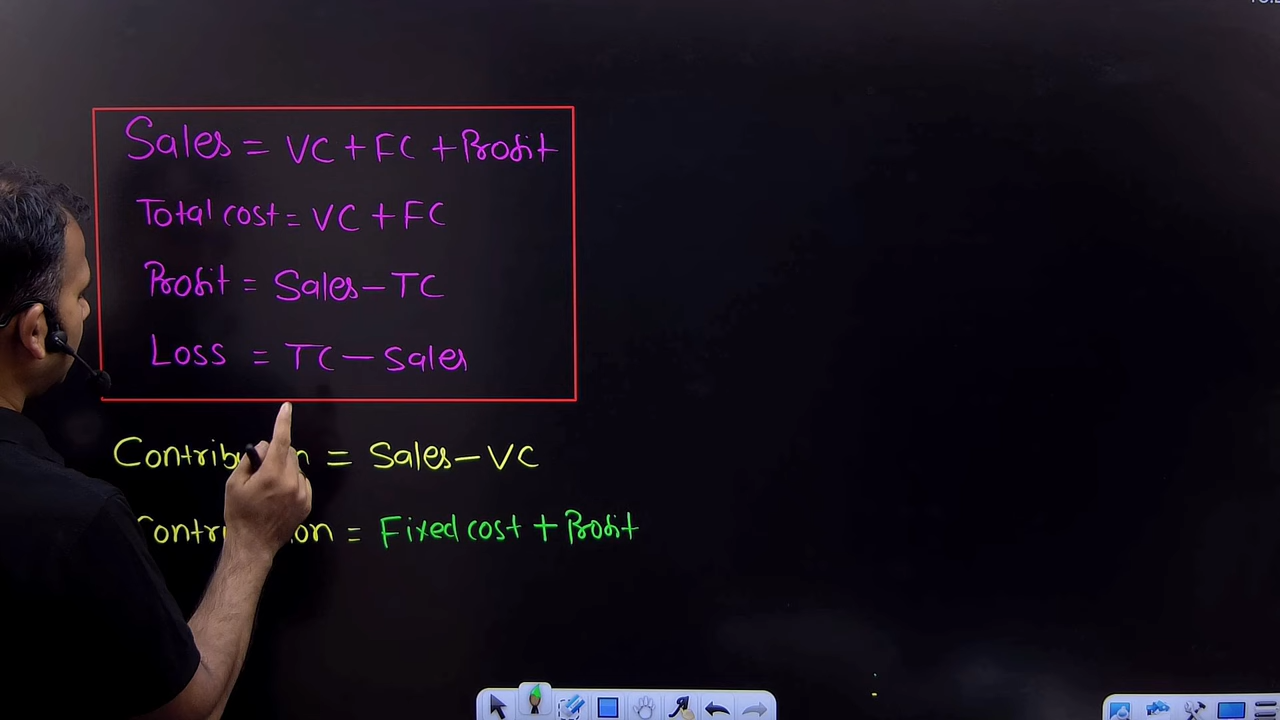 Sales = VC + FC + Profit
Total cost = VC + FC
Profit = Sales - TC
Loss = TC - Sales
= Sales - VC
= Fixed cost + Profit